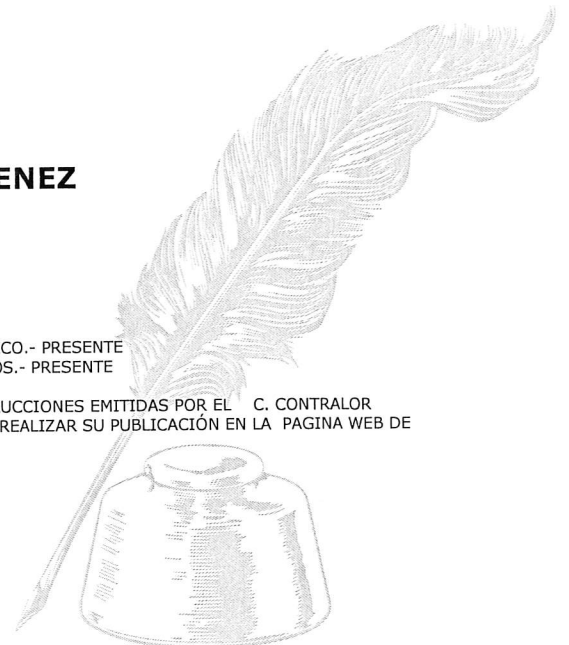 ENEZ
CO.- PRESENTE
OS.- PRESENTE
UCCIONES EMITIDAS POR EL C. CONTRALOR
REALIZAR SU PUBLICACIÓN EN LA PAGINA WEB DE